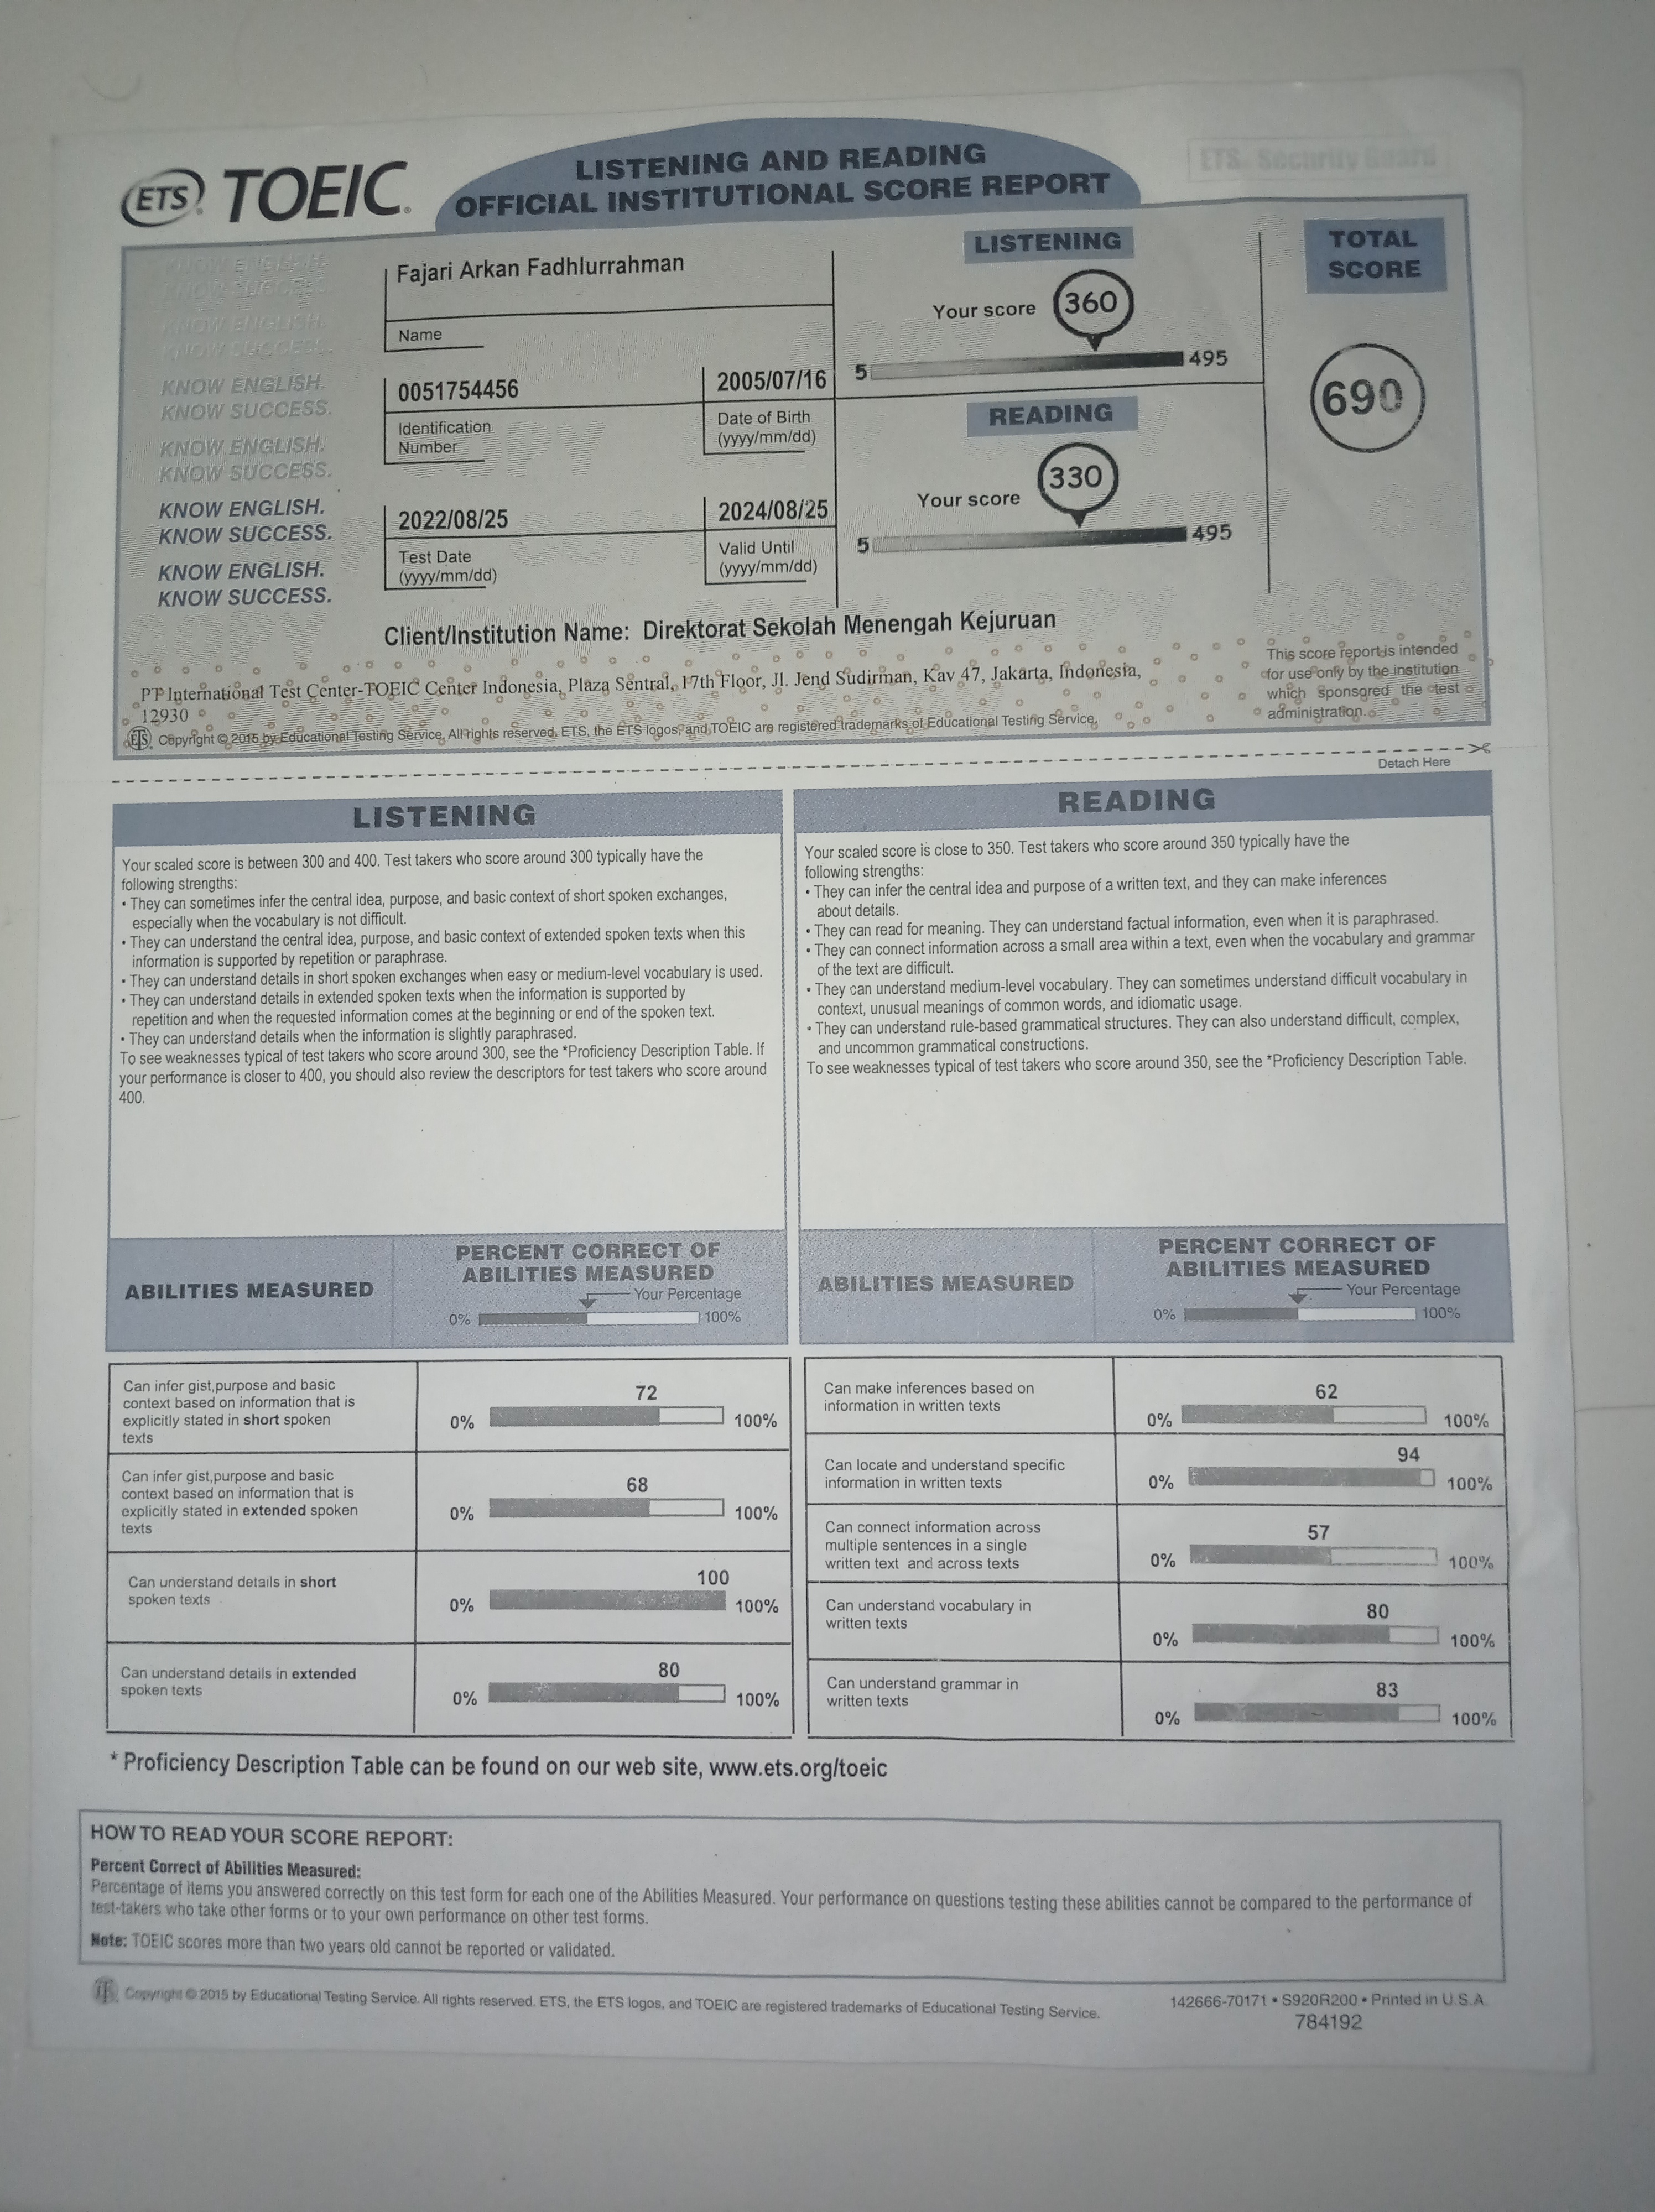 ETS® TOEIC®
LISTENING AND READING
OFFICIAL INSTITUTIONAL SCORE REPORT
ETS Security Guard
KNOW ENGLISH.
KNOW SUCCESS.
KNOW ENGLISH.
KNOW SUCCESS.
KNOW ENGLISH.
KNOW SUCCESS.
KNOW ENGLISH.
KNOW SUCCESS.
KNOW ENGLISH.
KNOW SUCCESS.
KNOW ENGLISH.
KNOW SUCCESS.
Fajari Arkan Fadhlurrahman
Name
0051754456
Identification
Number
2005/07/16
Date of Birth
(yyyy/mm/dd)
2022/08/25
Test Date
(yyyy/mm/dd)
2024/08/25
Valid Until
(yyyy/mm/dd)
LISTENING
Your score 360
5 495
READING
Your score 330
5 495
TOTAL
SCORE
690
Client/Institution Name: Direktorat Sekolah Menengah Kejuruan
PT International Test Center-TOEIC Center Indonesia, Plaza Sentral, 17th Floor, Jl. Jend Sudirman, Kav 47, Jakarta, Indonesia,
12930
This score report is intended
for use only by the institution
which sponsored the test
administration.
ETS. Copyright © 2015 by Educational Testing Service. All rights reserved. ETS, the ETS logos, and TOEIC are registered trademarks of Educational Testing Service.
Detach Here
LISTENING
Your scaled score is between 300 and 400. Test takers who score around 300 typically have the
following strengths:
• They can sometimes infer the central idea, purpose, and basic context of short spoken exchanges,
especially when the vocabulary is not difficult.
• They can understand the central idea, purpose, and basic context of extended spoken texts when this
information is supported by repetition or paraphrase.
• They can understand details in short spoken exchanges when easy or medium-level vocabulary is used.
• They can understand details in extended spoken texts when the information is supported by
repetition and when the requested information comes at the beginning or end of the spoken text.
• They can understand details when the information is slightly paraphrased.
To see weaknesses typical of test takers who score around 300, see the *Proficiency Description Table. If
your performance is closer to 400, you should also review the descriptors for test takers who score around
400.
READING
Your scaled score is close to 350. Test takers who score around 350 typically have the
following strengths:
• They can infer the central idea and purpose of a written text, and they can make inferences
about details.
• They can read for meaning. They can understand factual information, even when it is paraphrased.
• They can connect information across a small area within a text, even when the vocabulary and grammar
of the text are difficult.
• They can understand medium-level vocabulary. They can sometimes understand difficult vocabulary in
context, unusual meanings of common words, and idiomatic usage.
• They can understand rule-based grammatical structures. They can also understand difficult, complex,
and uncommon grammatical constructions.
To see weaknesses typical of test takers who score around 350, see the *Proficiency Description Table.
ABILITIES MEASURED
PERCENT CORRECT OF
ABILITIES MEASURED
Your Percentage
0% 100%
Can infer gist,purpose and basic
context based on information that is
explicitly stated in short spoken
texts
72
0% 100%
Can infer gist,purpose and basic
context based on information that is
explicitly stated in extended spoken
texts
68
0% 100%
Can understand details in short
spoken texts
100
0% 100%
Can understand details in extended
spoken texts
80
0% 100%
ABILITIES MEASURED
PERCENT CORRECT OF
ABILITIES MEASURED
Your Percentage
0% 100%
Can make inferences based on
information in written texts
62
0% 100%
Can locate and understand specific
information in written texts
94
0% 100%
Can connect information across
multiple sentences in a single
written text and across texts
57
0% 100%
Can understand vocabulary in
written texts
80
0% 100%
Can understand grammar in
written texts
83
0% 100%
* Proficiency Description Table can be found on our web site, www.ets.org/toeic
HOW TO READ YOUR SCORE REPORT:
Percent Correct of Abilities Measured:
Percentage of items you answered correctly on this test form for each one of the Abilities Measured. Your performance on questions testing these abilities cannot be compared to the performance of
test-takers who take other forms or to your own performance on other test forms.
Note: TOEIC scores more than two years old cannot be reported or validated.
Copyright © 2015 by Educational Testing Service. All rights reserved. ETS, the ETS logos, and TOEIC are registered trademarks of Educational Testing Service.
142666-70171 • S920R200 • Printed in U.S.A
784192